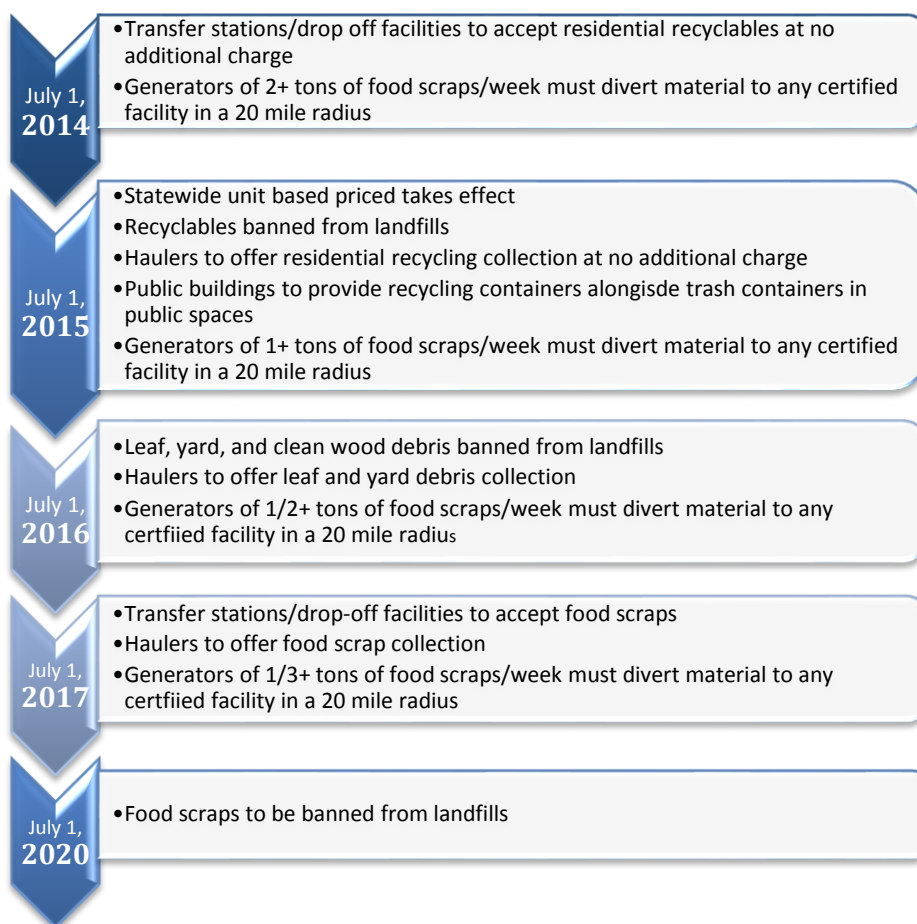 July 1,
2014
•Transfer stations/drop off facilities to accept residential recyclables at no
additional charge
•Generators of 2+ tons of food scraps/week must divert material to any certified
facility in a 20 mile radius
July 1,
2015
•Statewide unit based priced takes effect
•Recyclables banned from landfills
•Haulers to offer residential recycling collection at no additional charge
•Public buildings to provide recycling containers alongisde trash containers in
public spaces
•Generators of 1+ tons of food scraps/week must divert material to any certified
facility in a 20 mile radius
July 1,
2016
•Leaf, yard, and clean wood debris banned from landfills
•Haulers to offer leaf and yard debris collection
•Generators of 1/2+ tons of food scraps/week must divert material to any
certfiied facility in a 20 mile radius
July 1,
2017
•Transfer stations/drop-off facilities to accept food scraps
•Haulers to offer food scrap collection
•Generators of 1/3+ tons of food scraps/week must divert material to any
certfiied facility in a 20 mile radius
July 1,
2020
•Food scraps to be banned from landfills